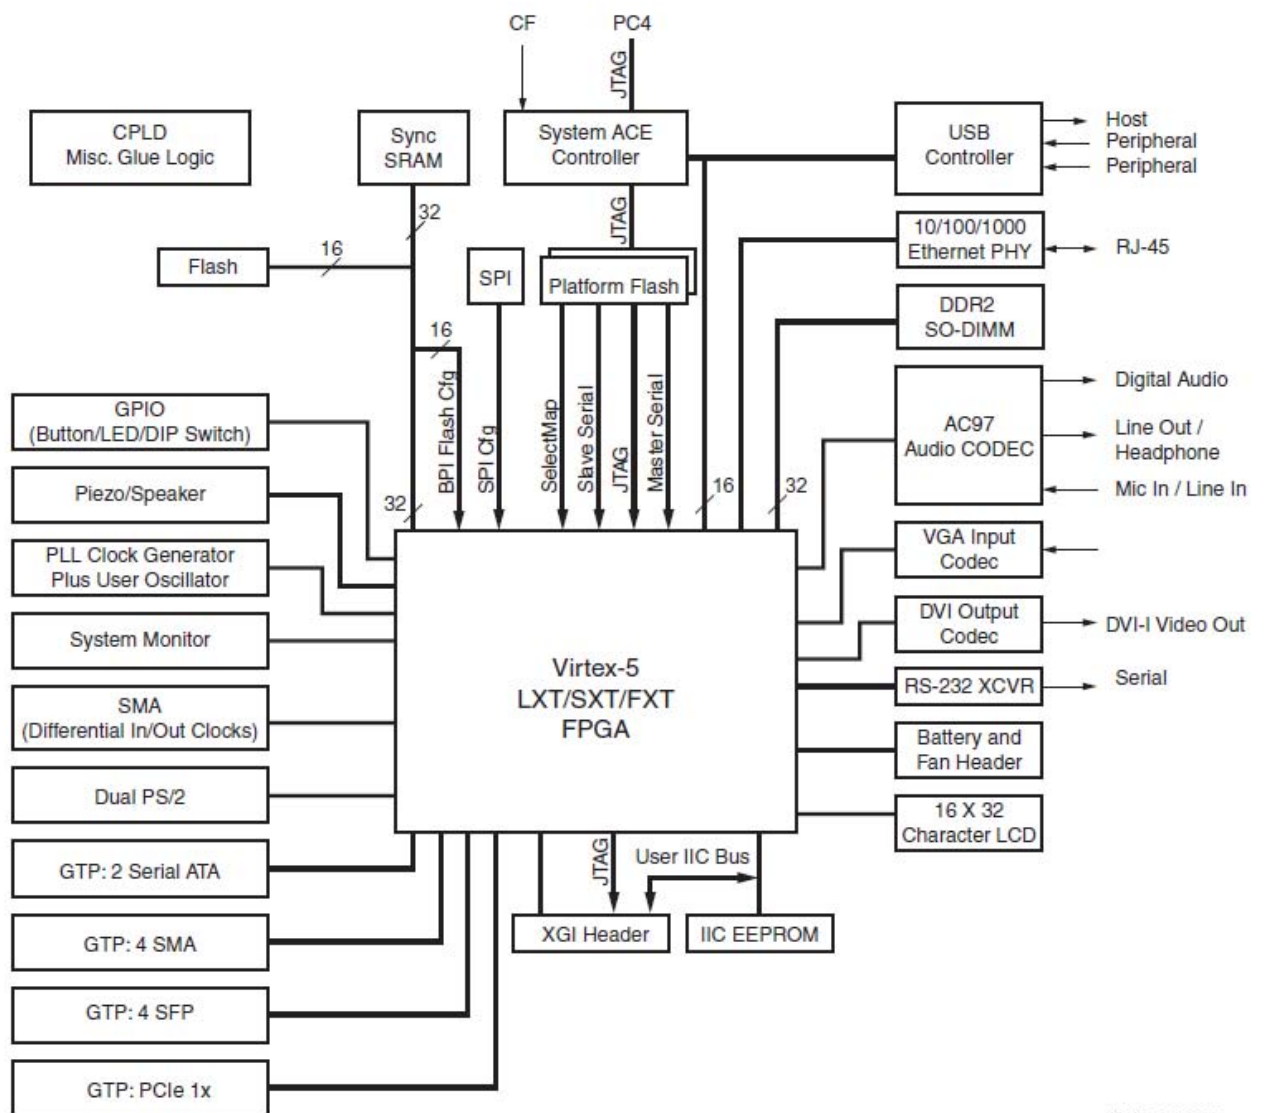 CF
PC4
JTAG
CPLD
Misc. Glue Logic
Sync
SRAM
System ACE
Controller
USB
Controller
Host
Peripheral
Peripheral
32
JTAG
10/100/1000
Ethernet PHY
RJ-45
16
Flash
SPI
Platform Flash
DDR2
SO-DIMM
16
BPI Flash Cfg
SPI Cfg
SelectMap
Slave Serial
JTAG
Master Serial
AC97
Audio CODEC
Digital Audio
Line Out /
Headphone
Mic In / Line In
GPIO
(Button/LED/DIP Switch)
Piezo/Speaker
32
16
32
VGA Input
Codec
PLL Clock Generator
Plus User Oscillator
DVI Output
Codec
DVI-I Video Out
System Monitor
Virtex-5
LXT/SXT/FXT
FPGA
RS-232 XCVR
Serial
SMA
(Differential In/Out Clocks)
Battery and
Fan Header
Dual PS/2
16 X 32
Character LCD
GTP: 2 Serial ATA
JTAG
User IIC Bus
GTP: 4 SMA
XGI Header
IIC EEPROM
GTP: 4 SFP
GTP: PCIe 1x